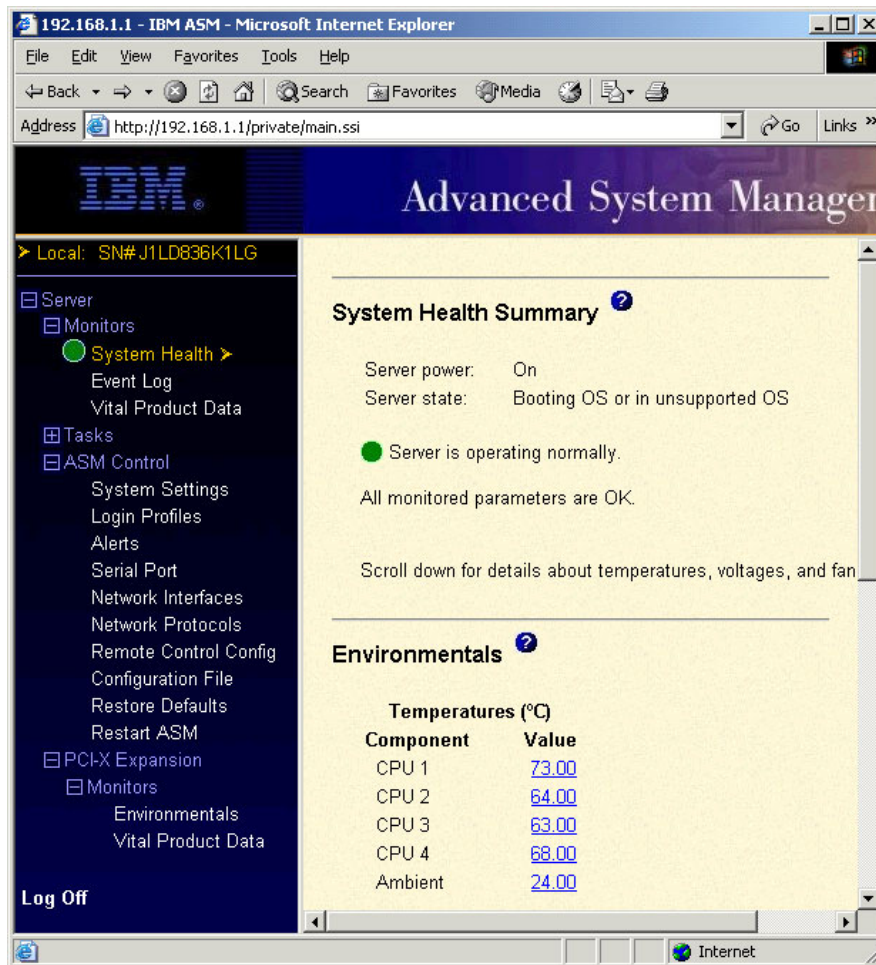 192.168.1.1 - IBM ASM - Microsoft Internet Explorer
File Edit View Favorites Tools Help
Back Search Favorites Media
Address http://192.168.1.1/private/main.ssi Go Links »
IBM®
Advanced System Manager
Local: SN# J1LD836K1LG
Server
Monitors
System Health
Event Log
Vital Product Data
Tasks
ASM Control
System Settings
Login Profiles
Alerts
Serial Port
Network Interfaces
Network Protocols
Remote Control Config
Configuration File
Restore Defaults
Restart ASM
PCI-X Expansion
Monitors
Environmentals
Vital Product Data
Log Off
System Health Summary ?
Server power: On
Server state: Booting OS or in unsupported OS
Server is operating normally.
All monitored parameters are OK.
Scroll down for details about temperatures, voltages, and fan
Environmentals ?
Temperatures (ºC)
Component Value
CPU 1 73.00
CPU 2 64.00
CPU 3 63.00
CPU 4 68.00
Ambient 24.00
Internet